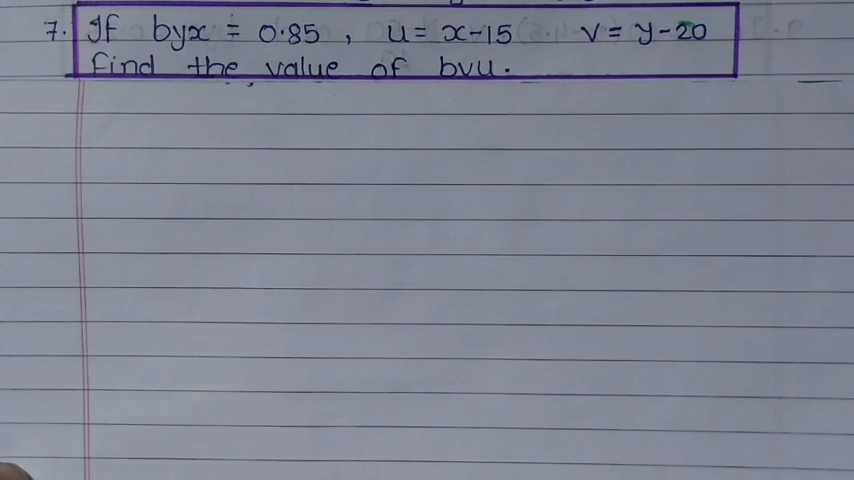 7. If byx = 0.85, u = x-15 v = y-20
find the value of bvu.